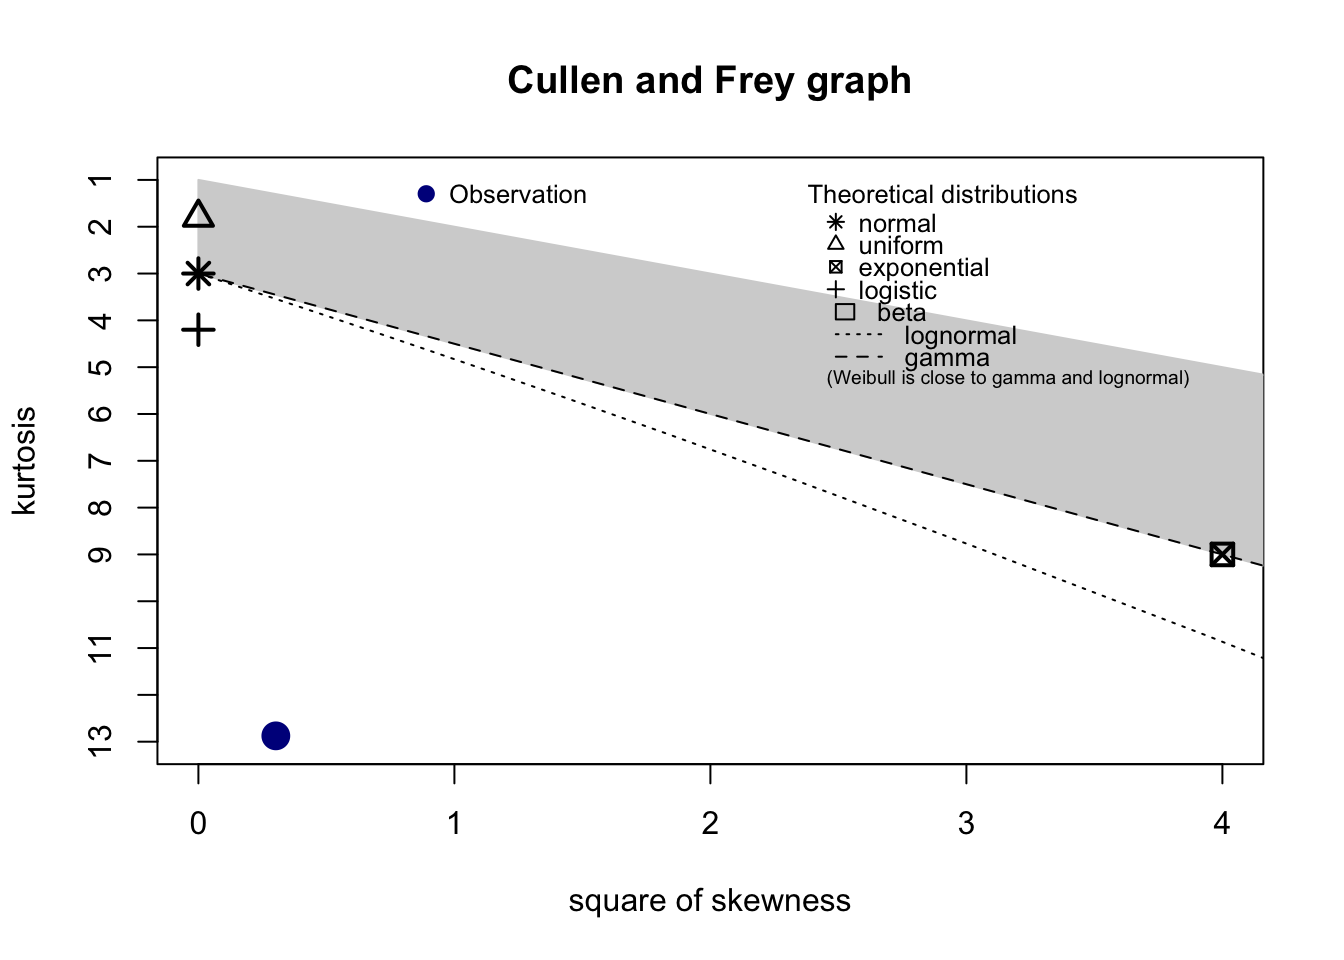 Cullen and Frey graph
Observation
Theoretical distributions
normal
uniform
exponential
logistic
beta
lognormal
gamma
(Weibull is close to gamma and lognormal)
kurtosis
1
2
3
4
5
6
7
8
9
11
13
0 1 2 3 4
square of skewness